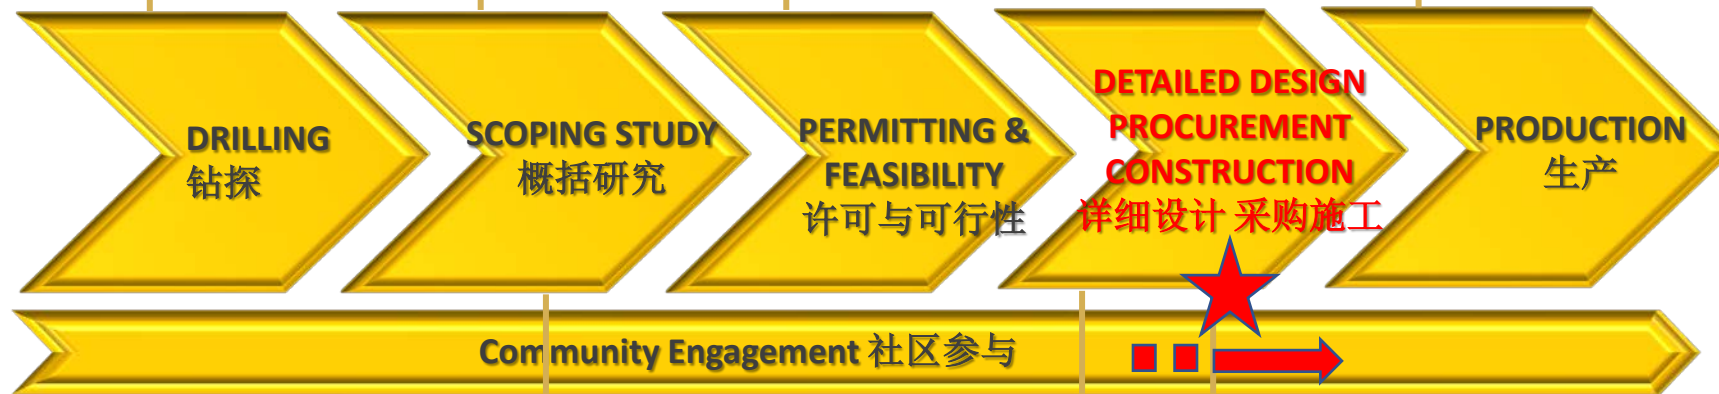 DRILLING
钻探
SCOPING STUDY
概括研究
PERMITTING &
FEASIBILITY
许可与可行性
DETAILED DESIGN
PROCUREMENT
CONSTRUCTION
详细设计 采购施工
PRODUCTION
生产
Community Engagement 社区参与